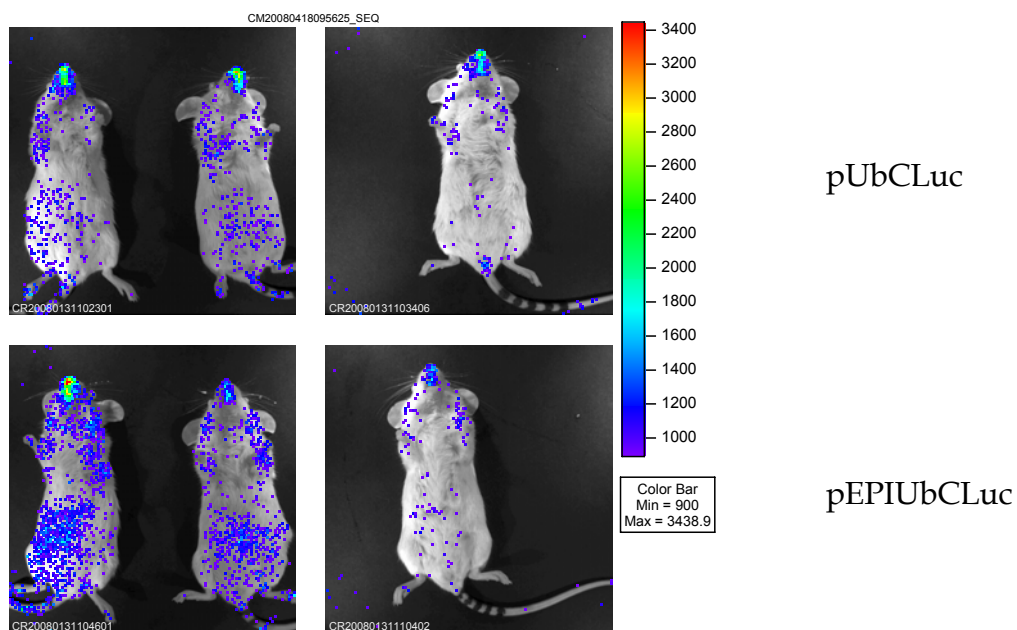 CM20080418095625_SEQ
CR20080131102301
CR20080131103406
3400
3200
3000
2800
2600
2400
2200
2000
1800
1600
1400
1200
1000
pUbCLuc
CR20080131104601
CR20080131110402
Color Bar
Min = 900
Max = 3438.9
pEPIUbCLuc